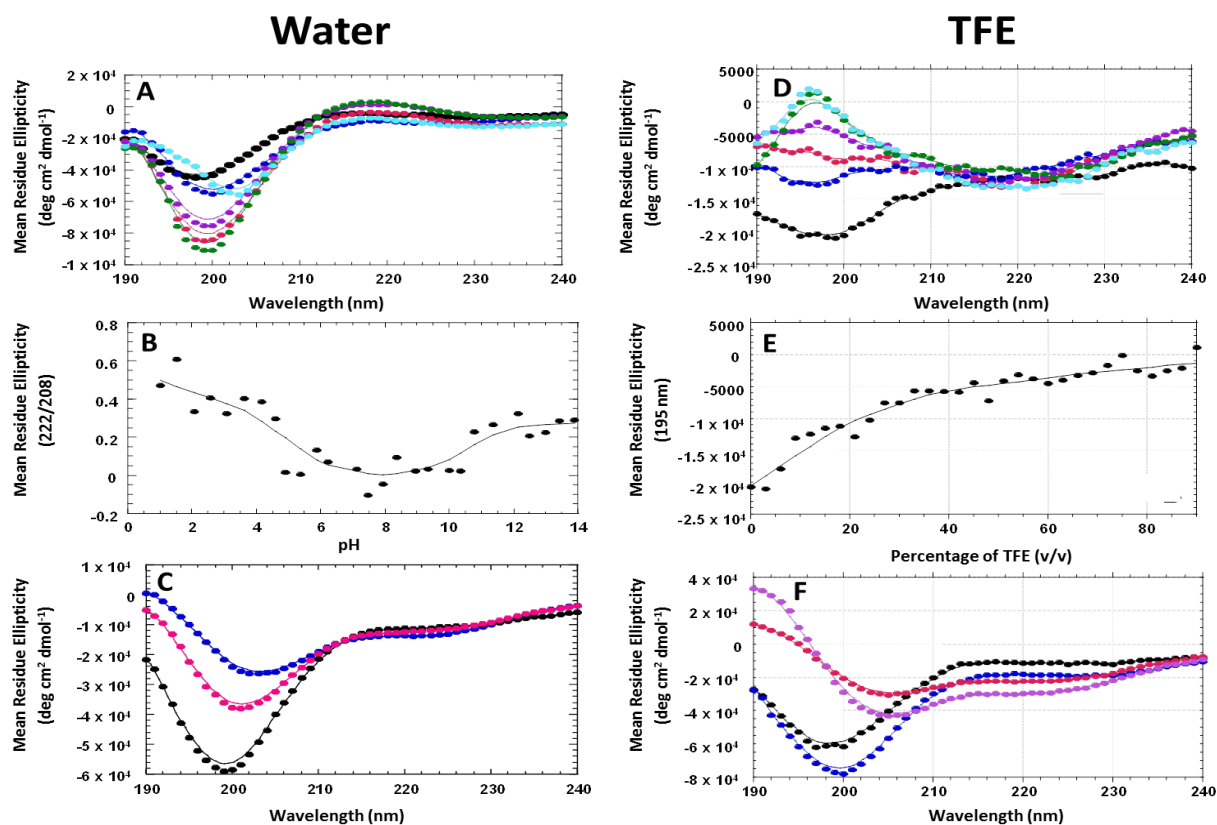 Water
TFE
A
2 x 10⁴
0
-2 x 10⁴
-4 x 10⁴
-6 x 10⁴
-8 x 10⁴
-1 x 10⁴
190 200 210 220 230 240
Mean Residue Ellipticity
(deg cm² dmol⁻¹)
Wavelength (nm)
D
5000
0
-5000
-1 x 10⁴
-1.5 x 10⁴
-2 x 10⁴
-2.5 x 10⁴
190 200 210 220 230 240
Mean Residue Ellipticity
(deg cm² dmol⁻¹)
Wavelength (nm)
B
0.8
0.6
0.4
0.2
0
-0.2
0 2 4 6 8 10 12 14
Mean Residue Ellipticity
(222/208)
pH
E
5000
0
-5000
-1 x 10⁴
-1.5 x 10⁴
-2 x 10⁴
-2.5 x 10⁴
0 20 40 60 80
Mean Residue Ellipticity
(195 nm)
Percentage of TFE (v/v)
C
1 x 10⁴
0
-1 x 10⁴
-2 x 10⁴
-3 x 10⁴
-4 x 10⁴
-5 x 10⁴
-6 x 10⁴
190 200 210 220 230 240
Mean Residue Ellipticity
(deg cm² dmol⁻¹)
Wavelength (nm)
F
4 x 10⁴
2 x 10⁴
0
-2 x 10⁴
-4 x 10⁴
-6 x 10⁴
-8 x 10⁴
190 200 210 220 230 240
Mean Residue Ellipticity
(deg cm² dmol⁻¹)
Wavelength (nm)